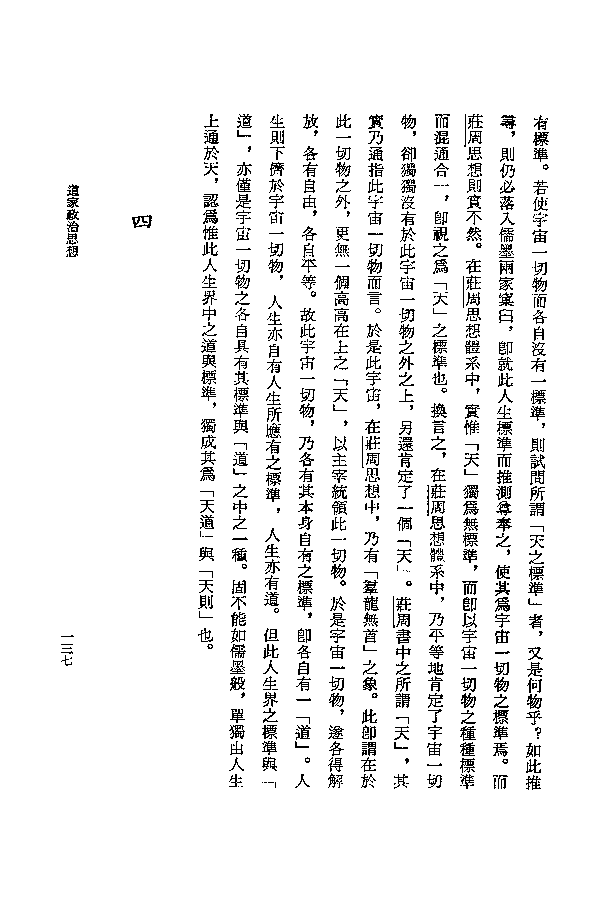 有標準。若使宇宙一切物而各自沒有一標準，則試問所謂「天之標準」者，又是何物乎？如此推
尋，則仍必落入儒墨兩家窠臼，卽就此人生標準而推測尊奉之，使其爲宇宙一切物之標準焉。而
莊周思想則實不然。在莊周思想體系中，實惟「天」獨爲無標準，而卽以宇宙一切物之種種標準
而混通合一，卽視之爲「天」之標準也。換言之，在莊周思想體系中，乃平等地肯定了宇宙一切
物，卻獨獨沒有於此宇宙一切物之外之上，另還肯定了一個「天」。莊周書中之所謂「天」，其
實乃通指此宇宙一切物而言。於是此宇宙，在莊周思想中，乃有「羣龍無首」之象。此卽謂在於
此一切物之外，更無一個高高在上之「天」，以主宰統領此一切物。於是宇宙一切物，遂各得解
放，各有自由，各自平等。故此宇宙一切物，乃各有其本身自有之標準，卽各自有一「道」。人
生則下儕於宇宙一切物，人生亦自有人生所應有之標準，人生亦有道。但此人生界之標準與「
道」，亦僅是宇宙一切物之各自具有其標準與「道」之中之一種。固不能如儒墨般，單獨由人生
上通於天，認爲惟此人生界中之道與標準，獨成其爲「天道」與「天則」也。
四
道家政治思想
一三七